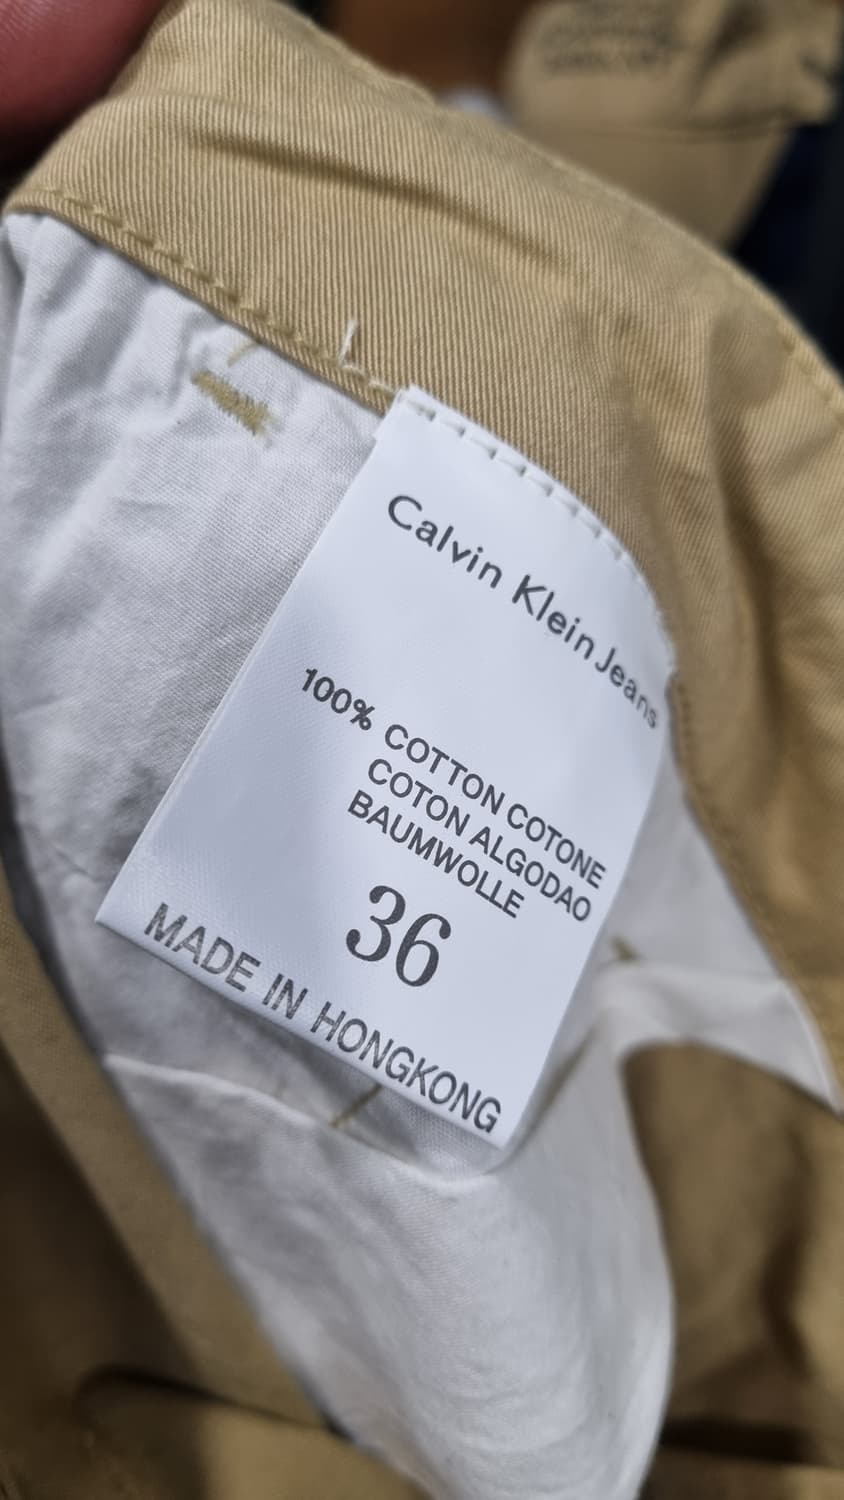 Calvin Klein Jeans
100% COTTON COTONE
COTON ALGODAO
BAUMWOLLE
36
MADE IN HONGKONG